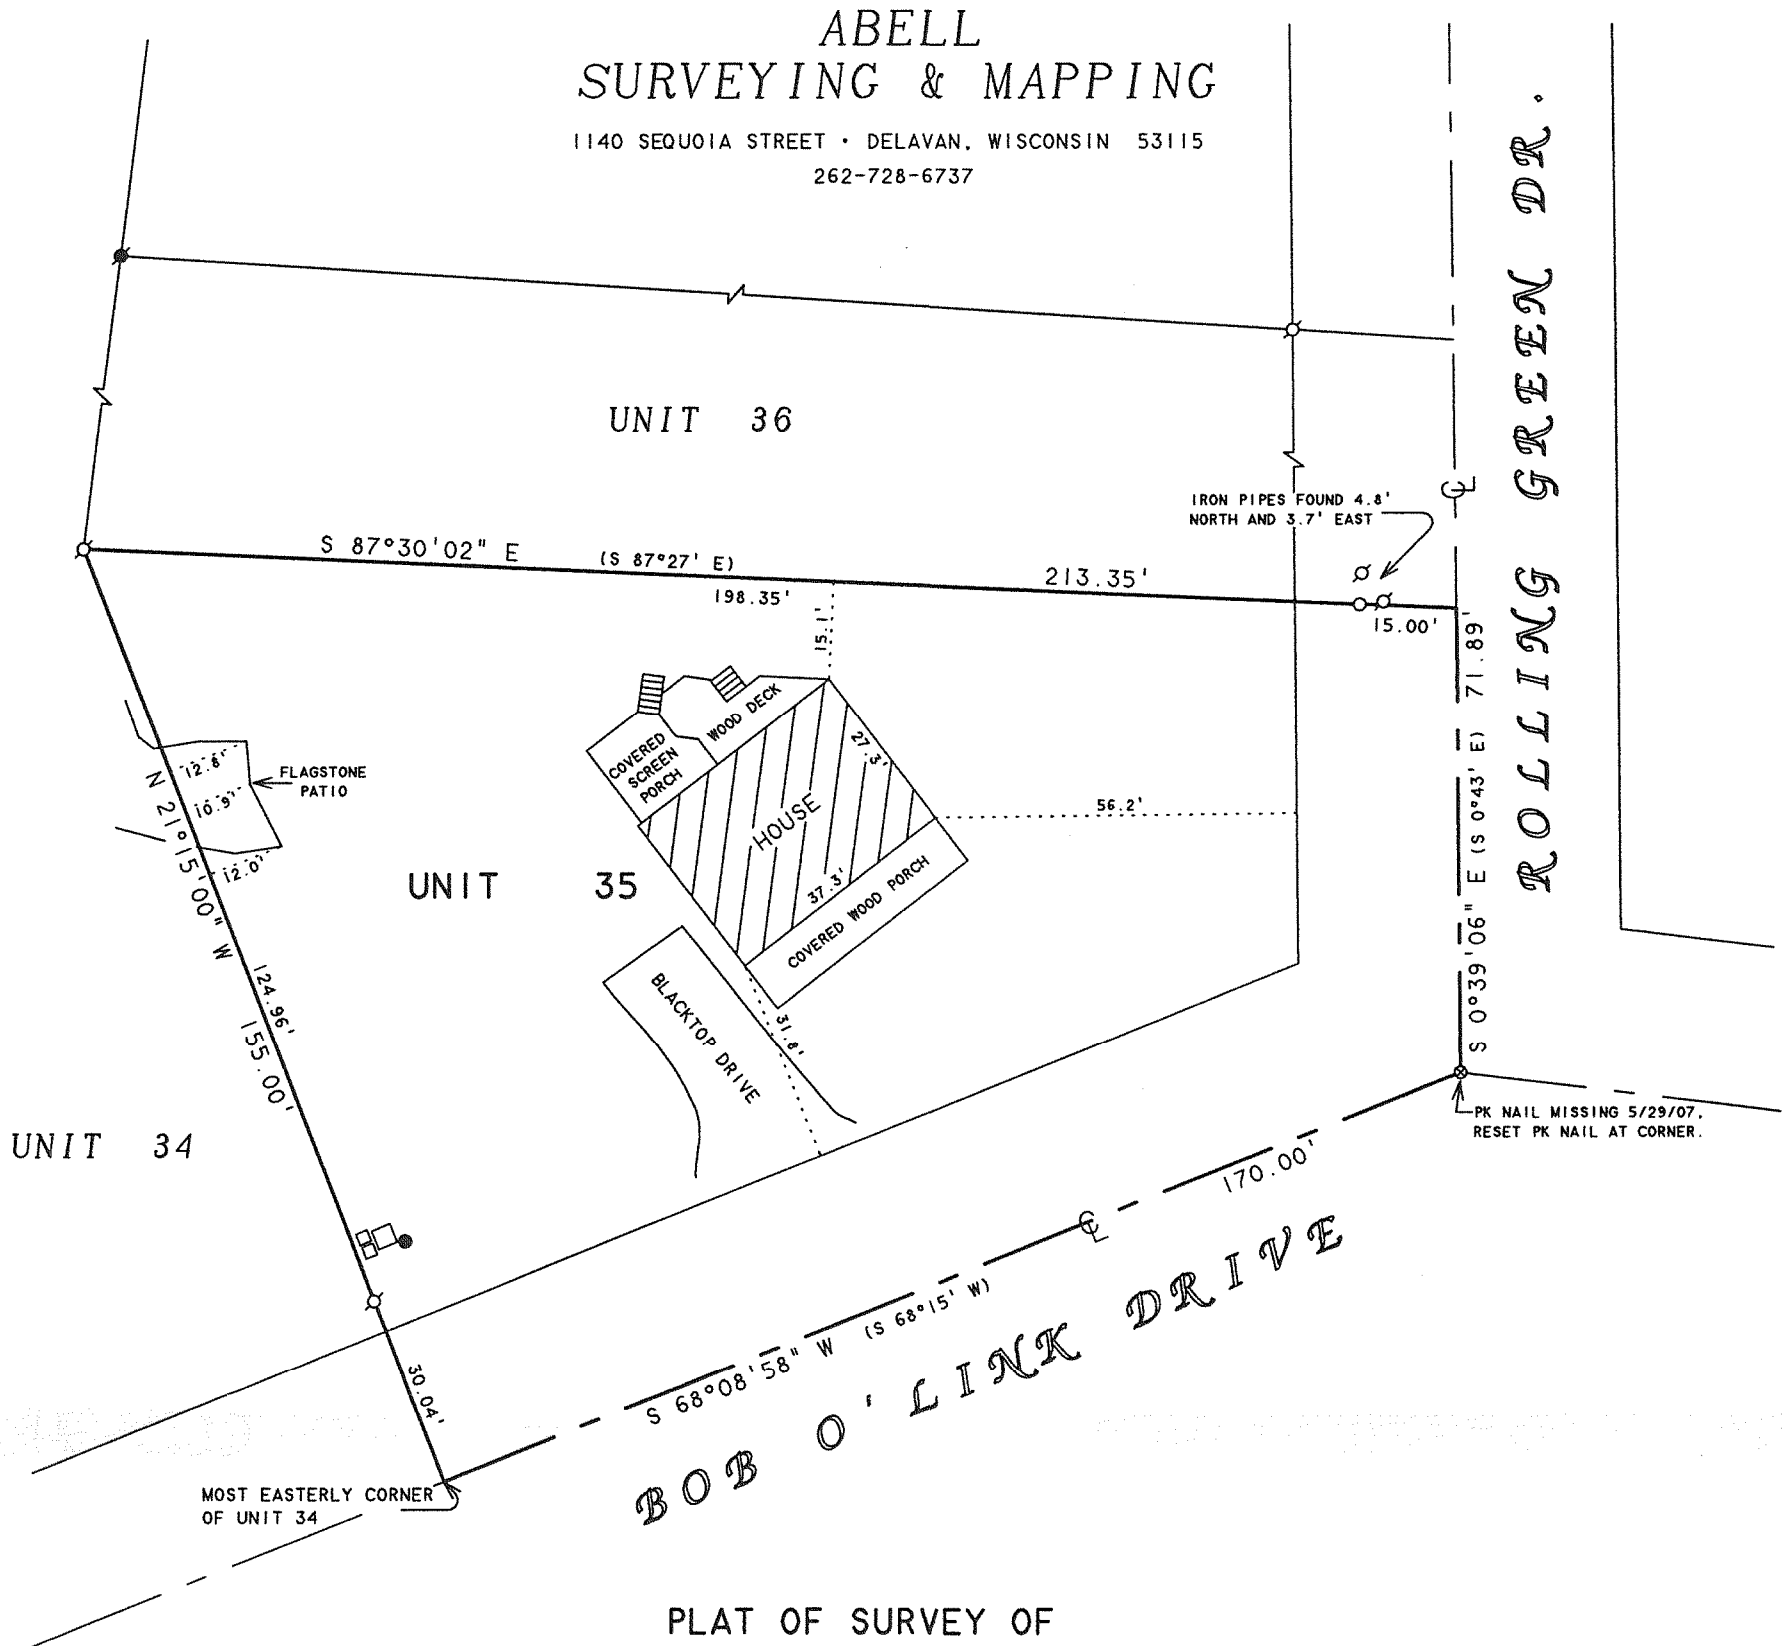 ABELL
SURVEYING & MAPPING
1140 SEQUOIA STREET · DELAVAN, WISCONSIN 53115
262-728-6737
ROLLING GREEN DR.
UNIT 36
IRON PIPES FOUND 4.8'
NORTH AND 3.7' EAST
S 87°30'02" E (S 87°27' E) 213.35'
198.35'
15.00'
15.1'
S 0°39'06" E (S 0°43' E) 71.89'
WOOD DECK
COVERED
SCREEN
PORCH
27.3'
HOUSE
37.3'
COVERED WOOD PORCH
56.2'
12.8'
10.9'
12.0'
FLAGSTONE
PATIO
N 21°15'00" W
124.96'
155.00'
UNIT 35
BLACKTOP DRIVE
31.8'
UNIT 34
PK NAIL MISSING 5/29/07.
RESET PK NAIL AT CORNER.
170.00'
CL
CL
S 68°08'58" W (S 68°15' W)
30.04'
BOB O'LINK DRIVE
MOST EASTERLY CORNER
OF UNIT 34
PLAT OF SURVEY OF